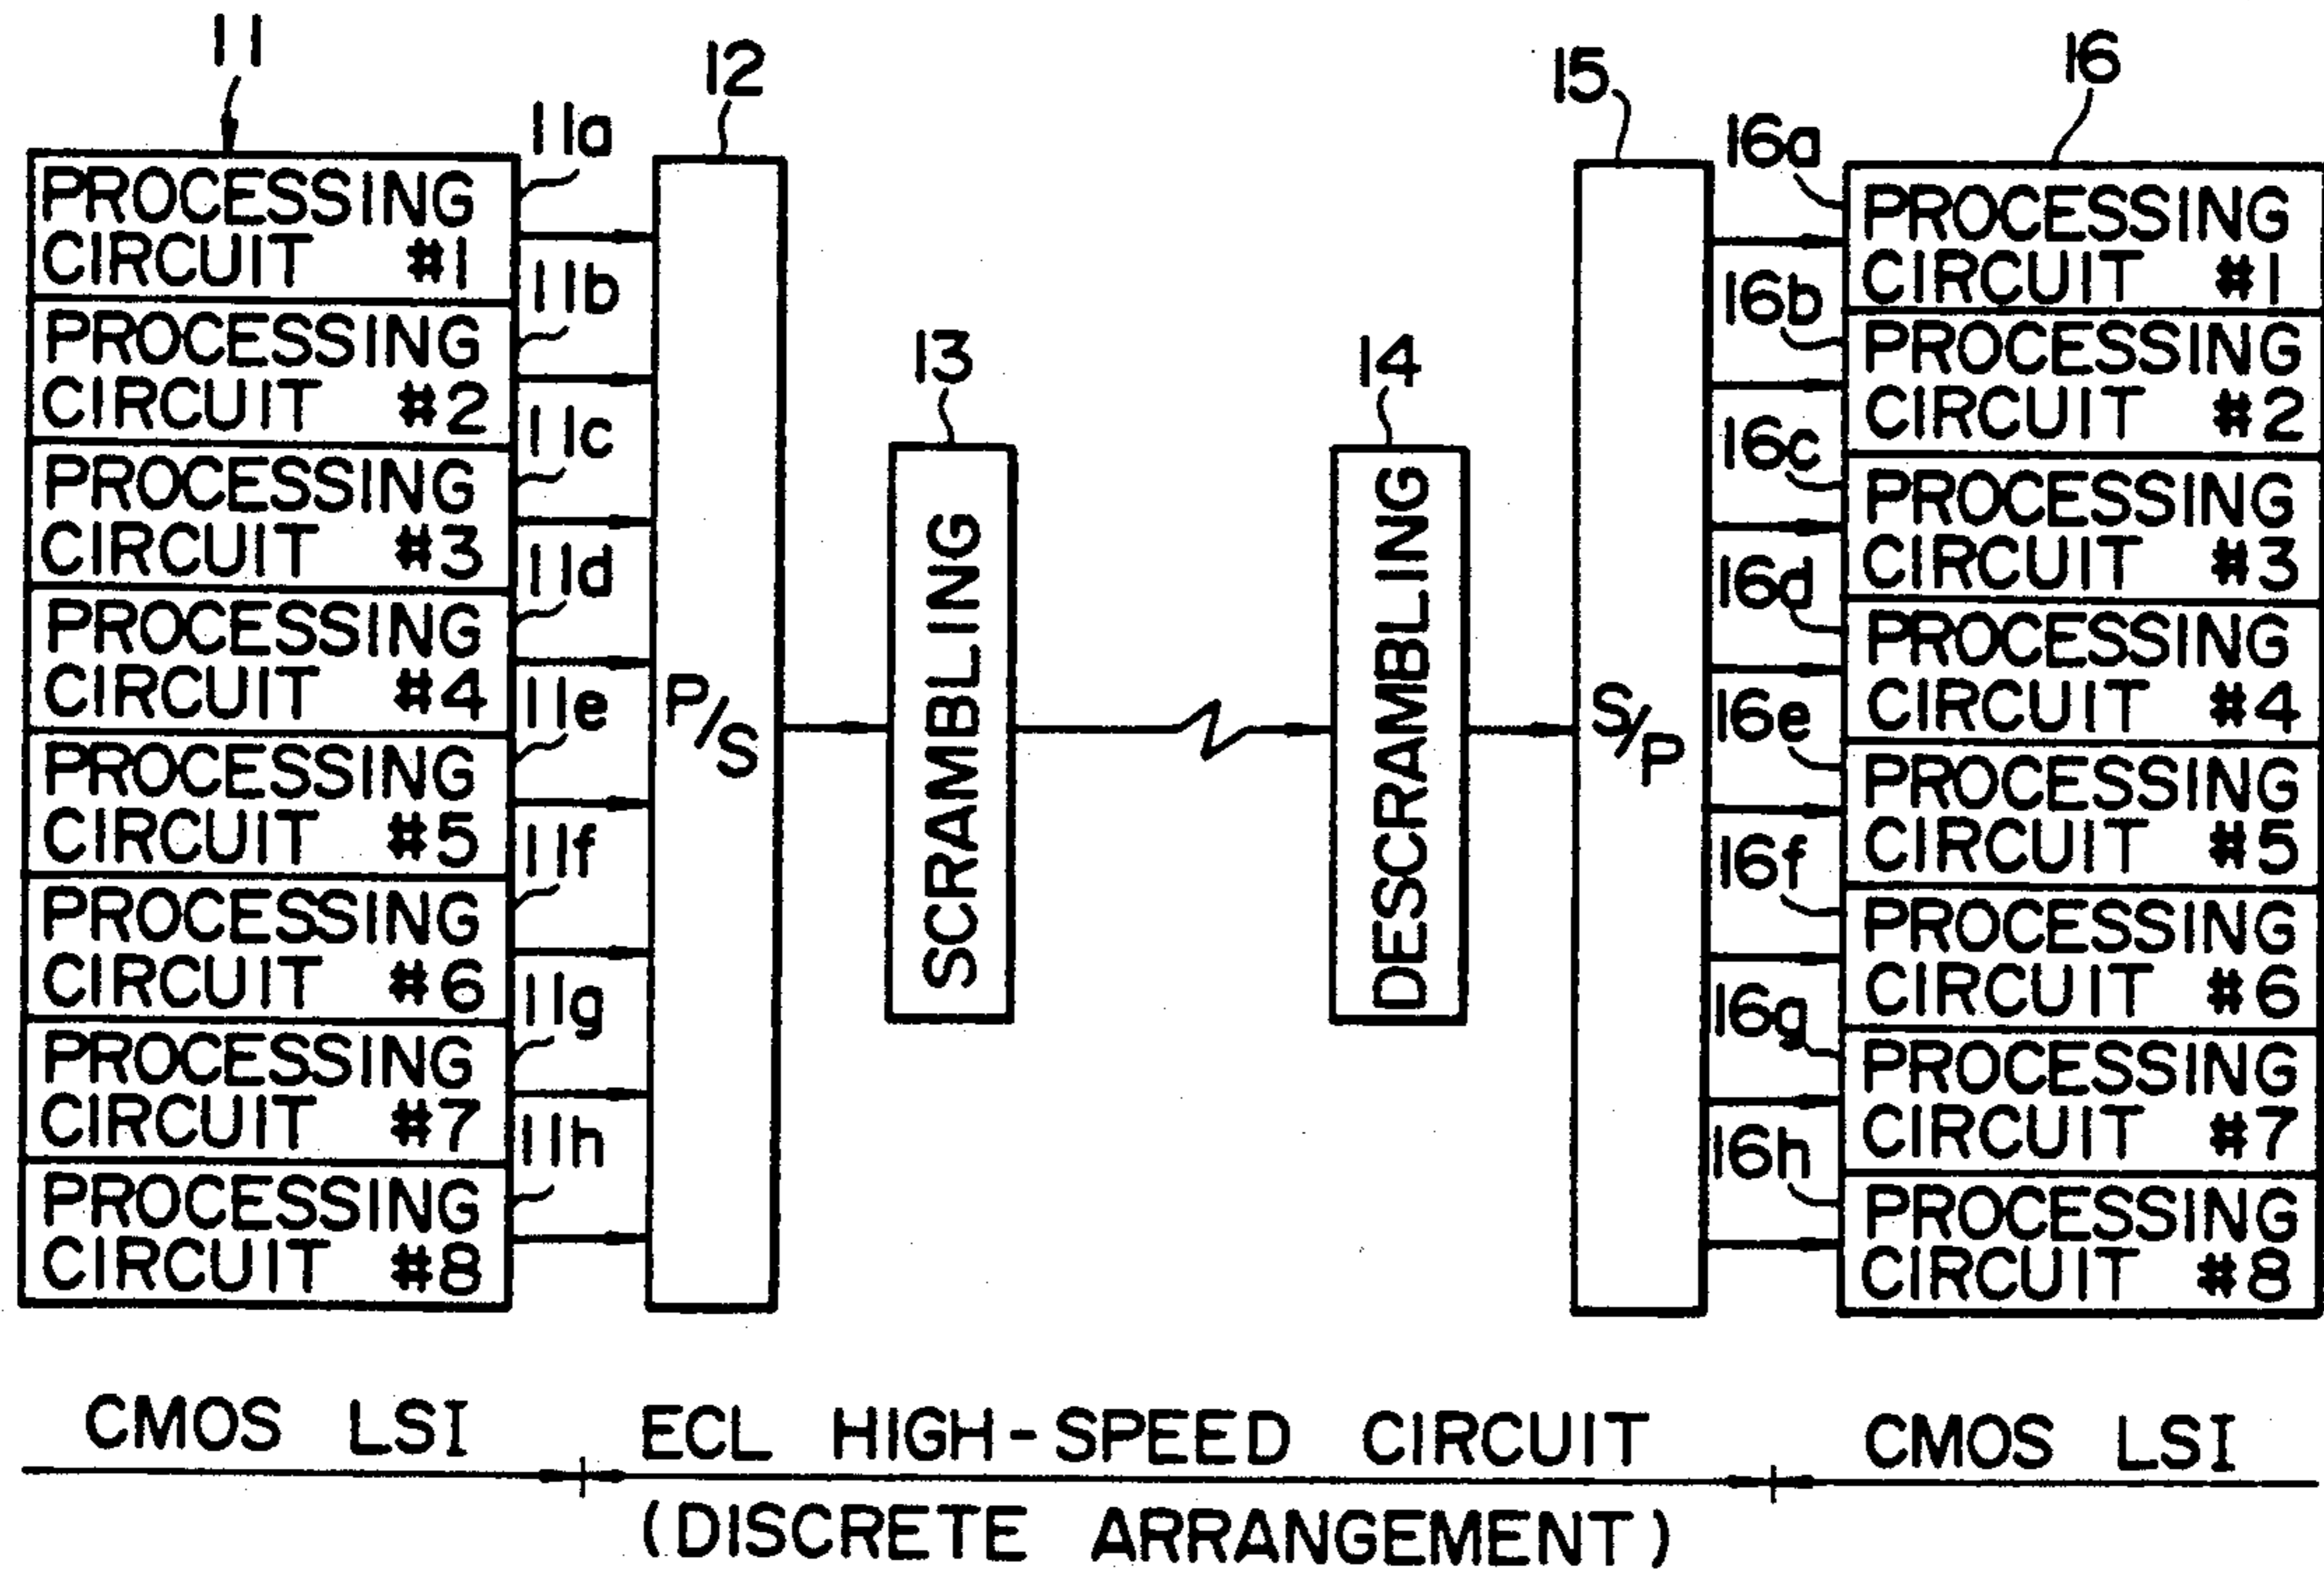 11
12
15
16
11a
16a
PROCESSING
CIRCUIT #1
PROCESSING
CIRCUIT #1
11b
16b
PROCESSING
CIRCUIT #2
PROCESSING
CIRCUIT #2
13
14
11c
16c
PROCESSING
CIRCUIT #3
PROCESSING
CIRCUIT #3
11d
16d
PROCESSING
CIRCUIT #4
PROCESSING
CIRCUIT #4
11e
16e
P/S
SCRAMBLING
DESCRAMBLING
S/P
PROCESSING
CIRCUIT #5
PROCESSING
CIRCUIT #5
11f
16f
PROCESSING
CIRCUIT #6
PROCESSING
CIRCUIT #6
11g
16g
PROCESSING
CIRCUIT #7
PROCESSING
CIRCUIT #7
11h
16h
PROCESSING
CIRCUIT #8
PROCESSING
CIRCUIT #8
CMOS LSI
ECL HIGH-SPEED CIRCUIT
CMOS LSI
(DISCRETE ARRANGEMENT)